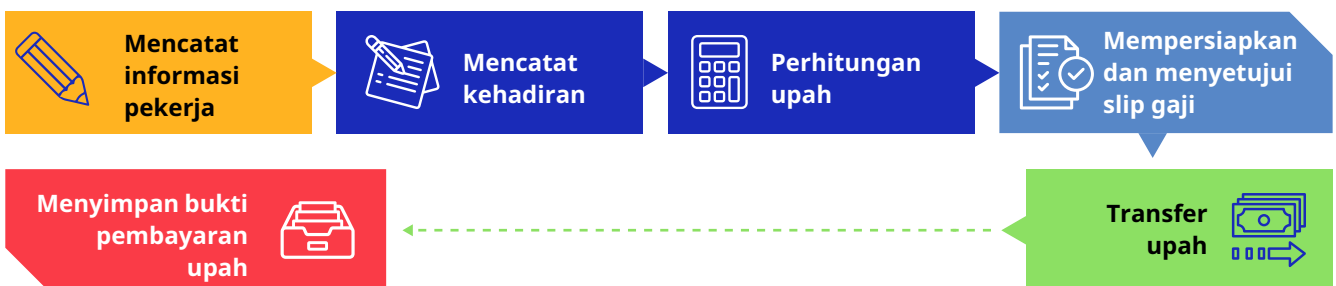 Mencatat
informasi
pekerja
Mencatat
kehadiran
Perhitungan
upah
Mempersiapkan
dan menyetujui
slip gaji
Transfer
upah
Menyimpan bukti
pembayaran
upah